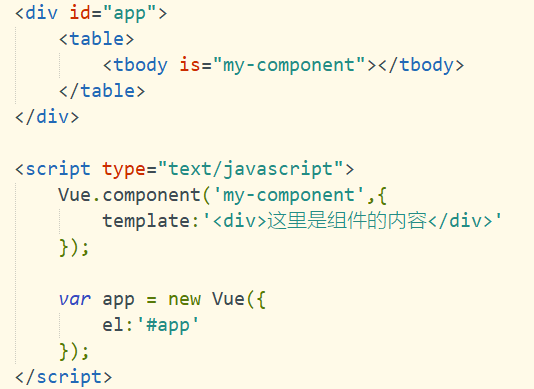 <div id="app">
    <table>
        <tbody is="my-component"></tbody>
    </table>
</div>

<script type="text/javascript">
    Vue.component('my-component',{
        template:'<div>这里是组件的内容</div>'
    });

    var app = new Vue({
        el:'#app'
    });
</script>